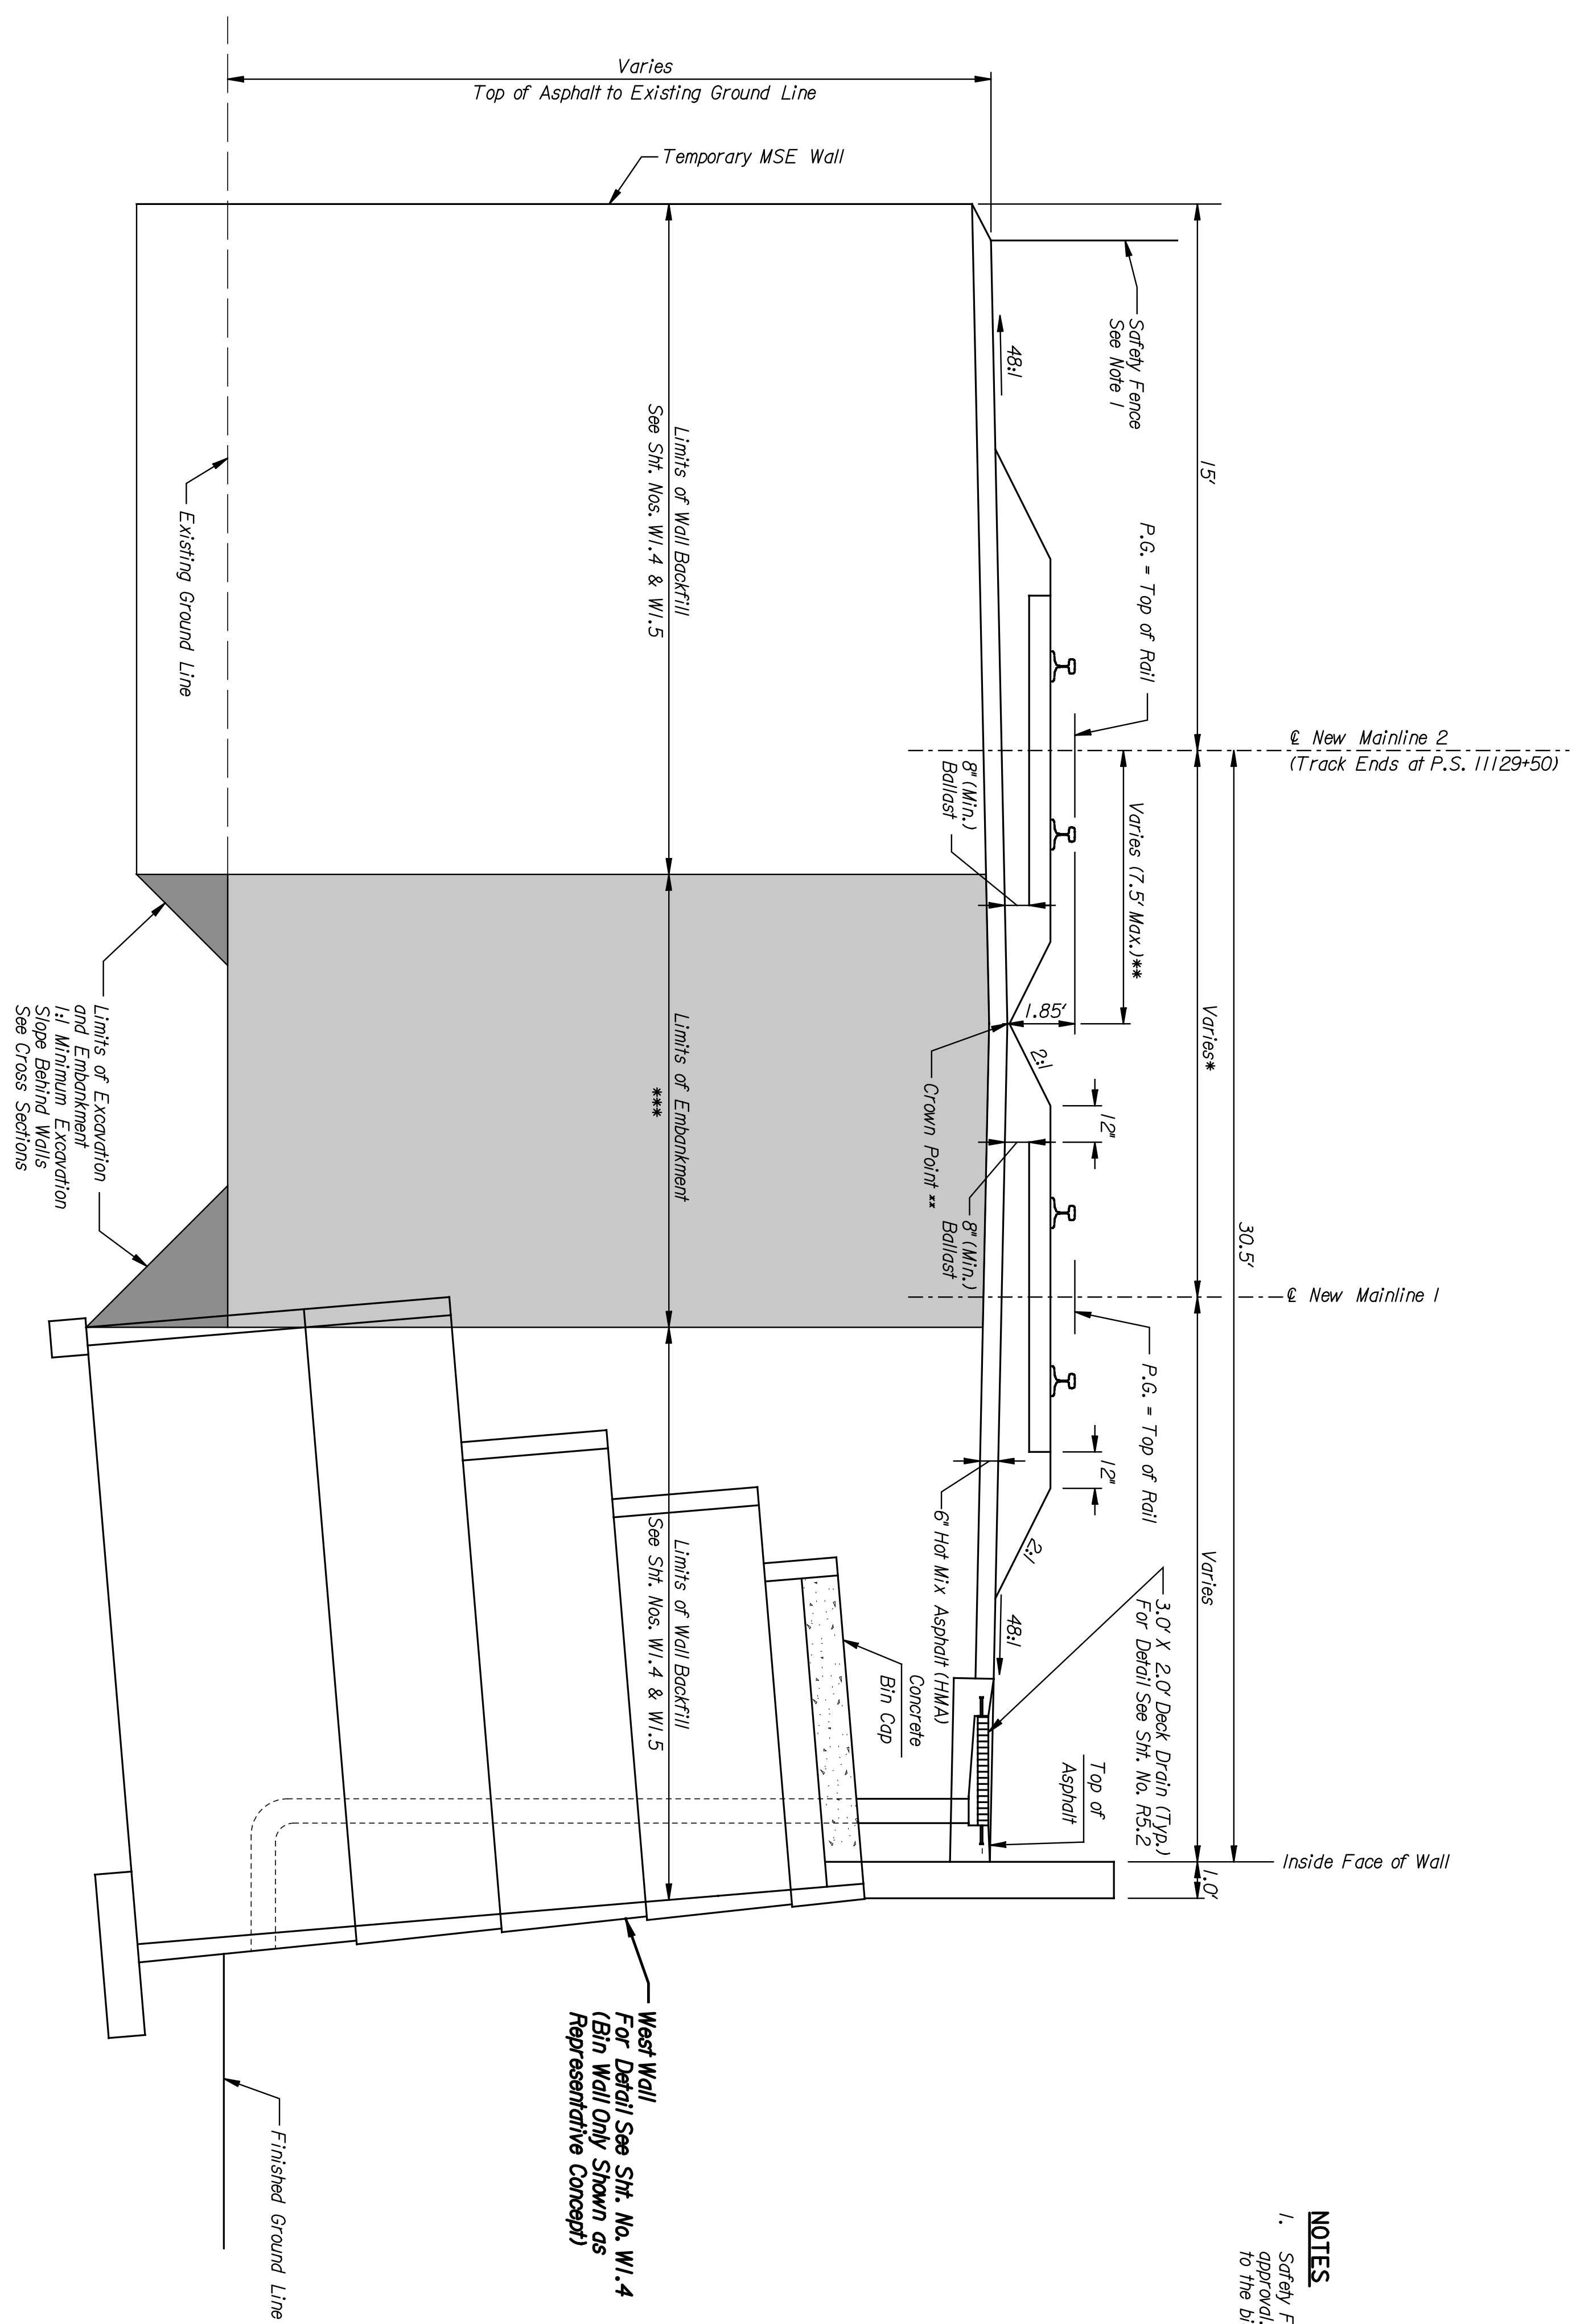 Varies
Top of Asphalt to Existing Ground Line
Temporary MSE Wall
Safety Fence
See Note 1
15'
48:1
P.G. = Top of Rail
℄ New Mainline 2
(Track Ends at P.S. 11129+50)
Limits of Wall Backfill
See Sht. Nos. W1.4 & W1.5
Existing Ground Line
8" (Min.)
Ballast
Varies (7.5' Max.)**
Varies*
30.5'
1.85'
2:1
12"
Crown Point **
8" (Min.)
Ballast
Limits of Embankment
***
Limits of Excavation
and Embankment
1:1 Minimum Excavation
Slope Behind Walls
See Cross Sections
℄ New Mainline 1
P.G. = Top of Rail
12"
2:1
Varies
6" Hot Mix Asphalt (HMA)
48:1
3.0' X 2.0' Deck Drain (Typ.)
For Detail See Sht. No. R5.2
Concrete
Bin Cap
Top of
Asphalt
Limits of Wall Backfill
See Sht. Nos. W1.4 & W1.5
Inside Face of Wall
1.0'
West Wall
For Detail See Sht. No. W1.4
(Bin Wall Only Shown as
Representative Concept)
Finished Ground Line
NOTES
1. Safety F
approval.
to the bi